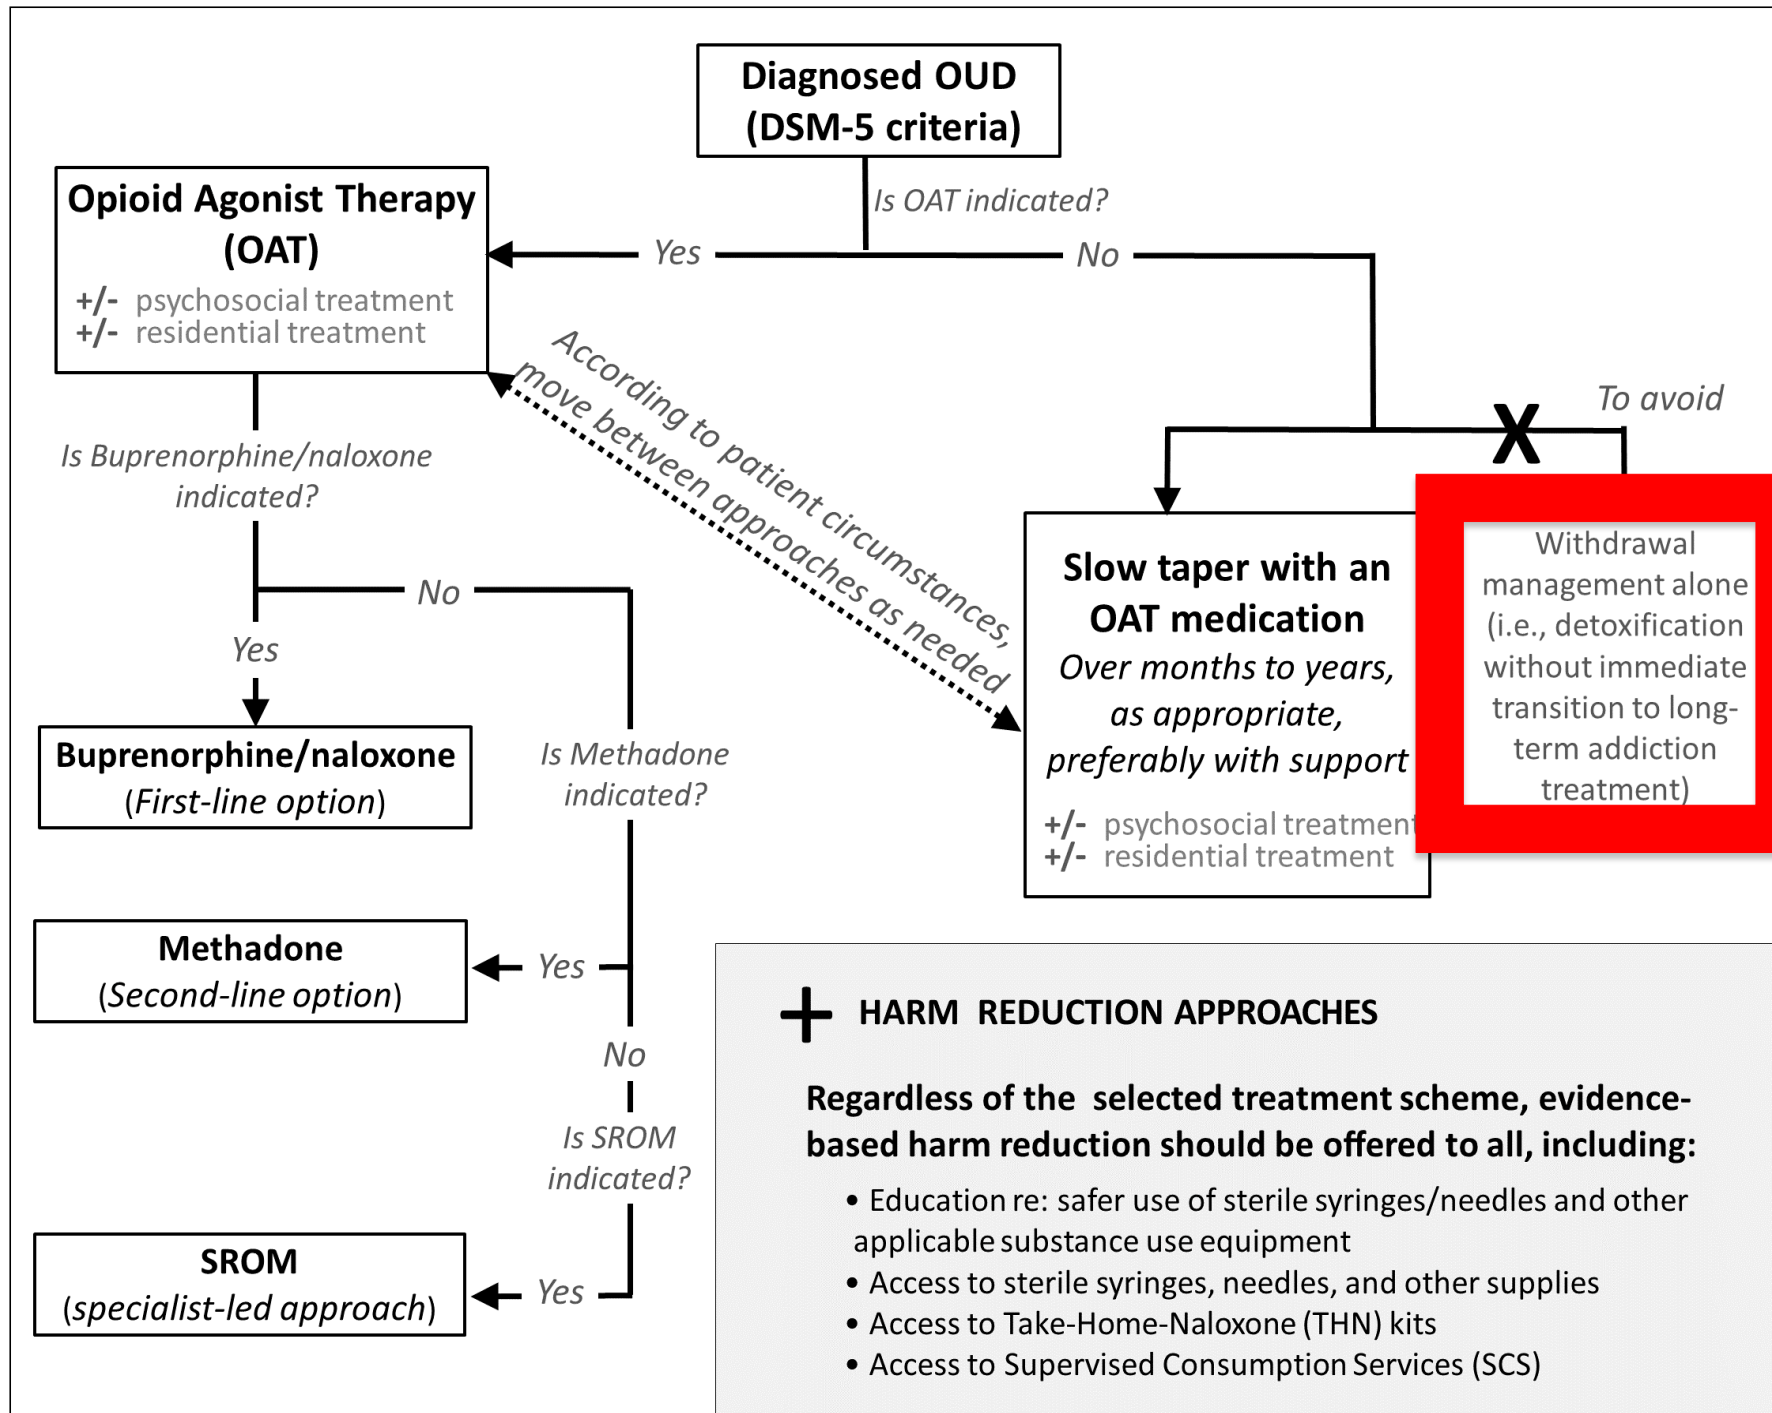 Diagnosed OUD
(DSM-5 criteria)
Is OAT indicated?
Yes
No
Opioid Agonist Therapy
(OAT)
+/- psychosocial treatment
+/- residential treatment
According to patient circumstances,
move between approaches as needed
Is Buprenorphine/naloxone
indicated?
No
Yes
Buprenorphine/naloxone
(First-line option)
Is Methadone
indicated?
Methadone
(Second-line option)
Yes
No
Is SROM
indicated?
SROM
(specialist-led approach)
Yes
X
To avoid
Slow taper with an
OAT medication
Over months to years,
as appropriate,
preferably with support
+/- psychosocial treatment
+/- residential treatment
Withdrawal
management alone
(i.e., detoxification
without immediate
transition to long-
term addiction
treatment)
+ HARM REDUCTION APPROACHES
Regardless of the selected treatment scheme, evidence-
based harm reduction should be offered to all, including:
• Education re: safer use of sterile syringes/needles and other
applicable substance use equipment
• Access to sterile syringes, needles, and other supplies
• Access to Take-Home-Naloxone (THN) kits
• Access to Supervised Consumption Services (SCS)